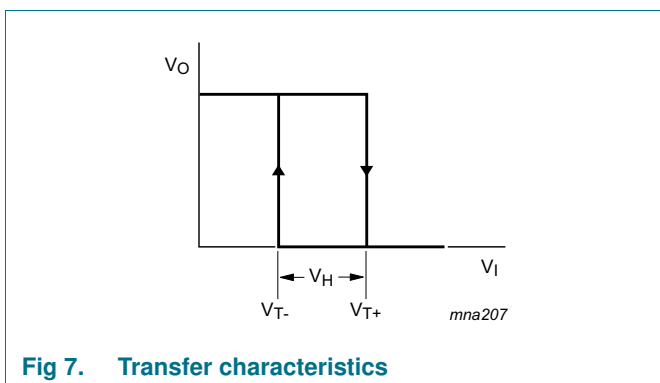 VO
VH
VI
VT-
VT+
mna207
Fig 7. Transfer characteristics